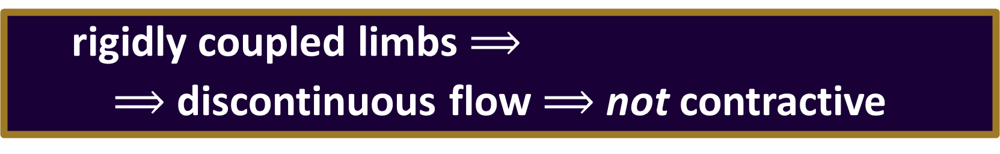 rigidly coupled limbs ⟹
⟹ discontinuous flow ⟹ not contractive